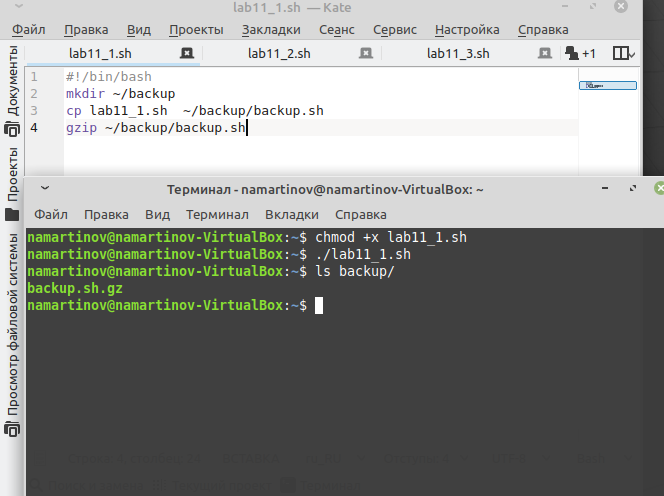 lab11_1.sh — Kate
Файл Правка Вид Проекты Закладки Сеанс Сервис Настройка Справка
lab11_1.sh lab11_2.sh lab11_3.sh +1
Документы
Проекты
Просмотр файловой системы
1 #!/bin/bash
2 mkdir ~/backup
3 cp lab11_1.sh  ~/backup/backup.sh
4 gzip ~/backup/backup.sh
Терминал - namartinov@namartinov-VirtualBox: ~
Файл Правка Вид Терминал Вкладки Справка
namartinov@namartinov-VirtualBox:~$ chmod +x lab11_1.sh
namartinov@namartinov-VirtualBox:~$ ./lab11_1.sh
namartinov@namartinov-VirtualBox:~$ ls backup/
backup.sh.gz
namartinov@namartinov-VirtualBox:~$